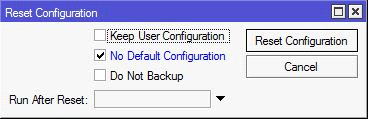 Reset Configuration
Keep User Configuration
Reset Configuration
No Default Configuration
Cancel
Do Not Backup
Run After Reset: